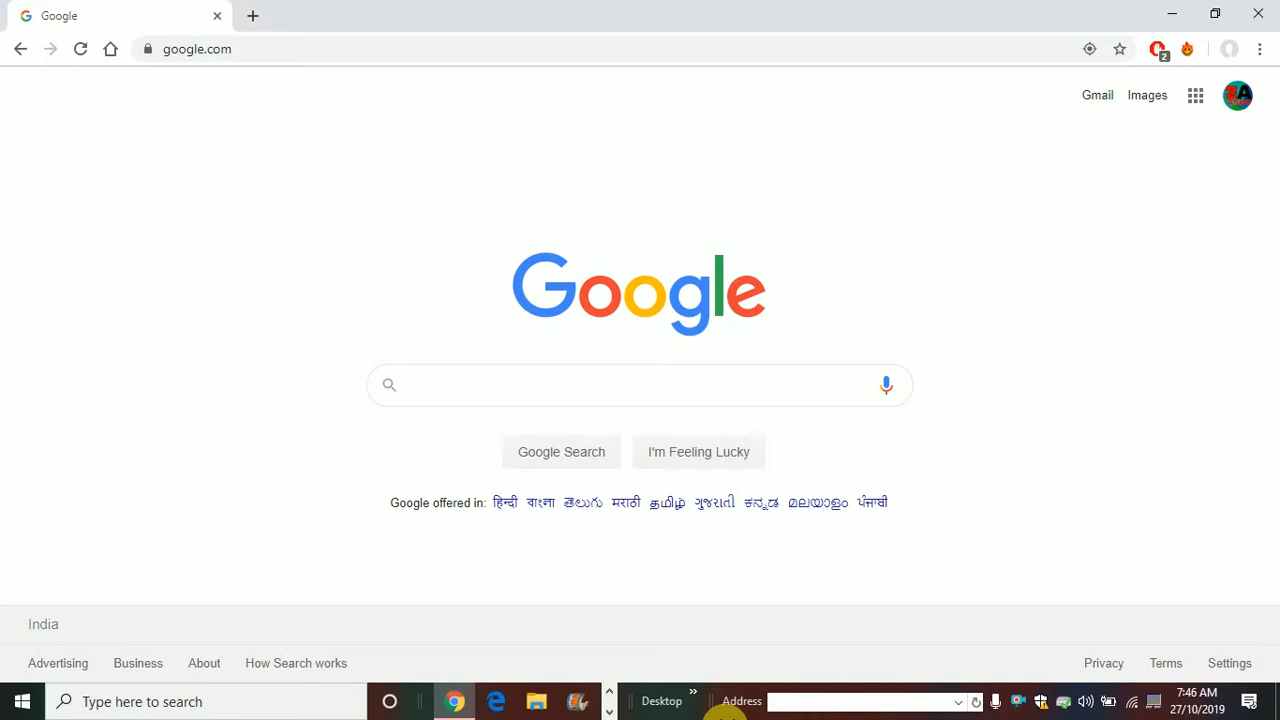 Google
google.com
2
Gmail Images
Google
Google Search I'm Feeling Lucky
Google offered in: हिन्दी বাংলা తెలుగు मराठी தமிழ் ગુજરાતી ಕನ್ನಡ മലയാളം ਪੰਜਾਬੀ
India
Advertising Business About How Search works Privacy Terms Settings
Type here to search Desktop Address 7:46 AM
27/10/2019